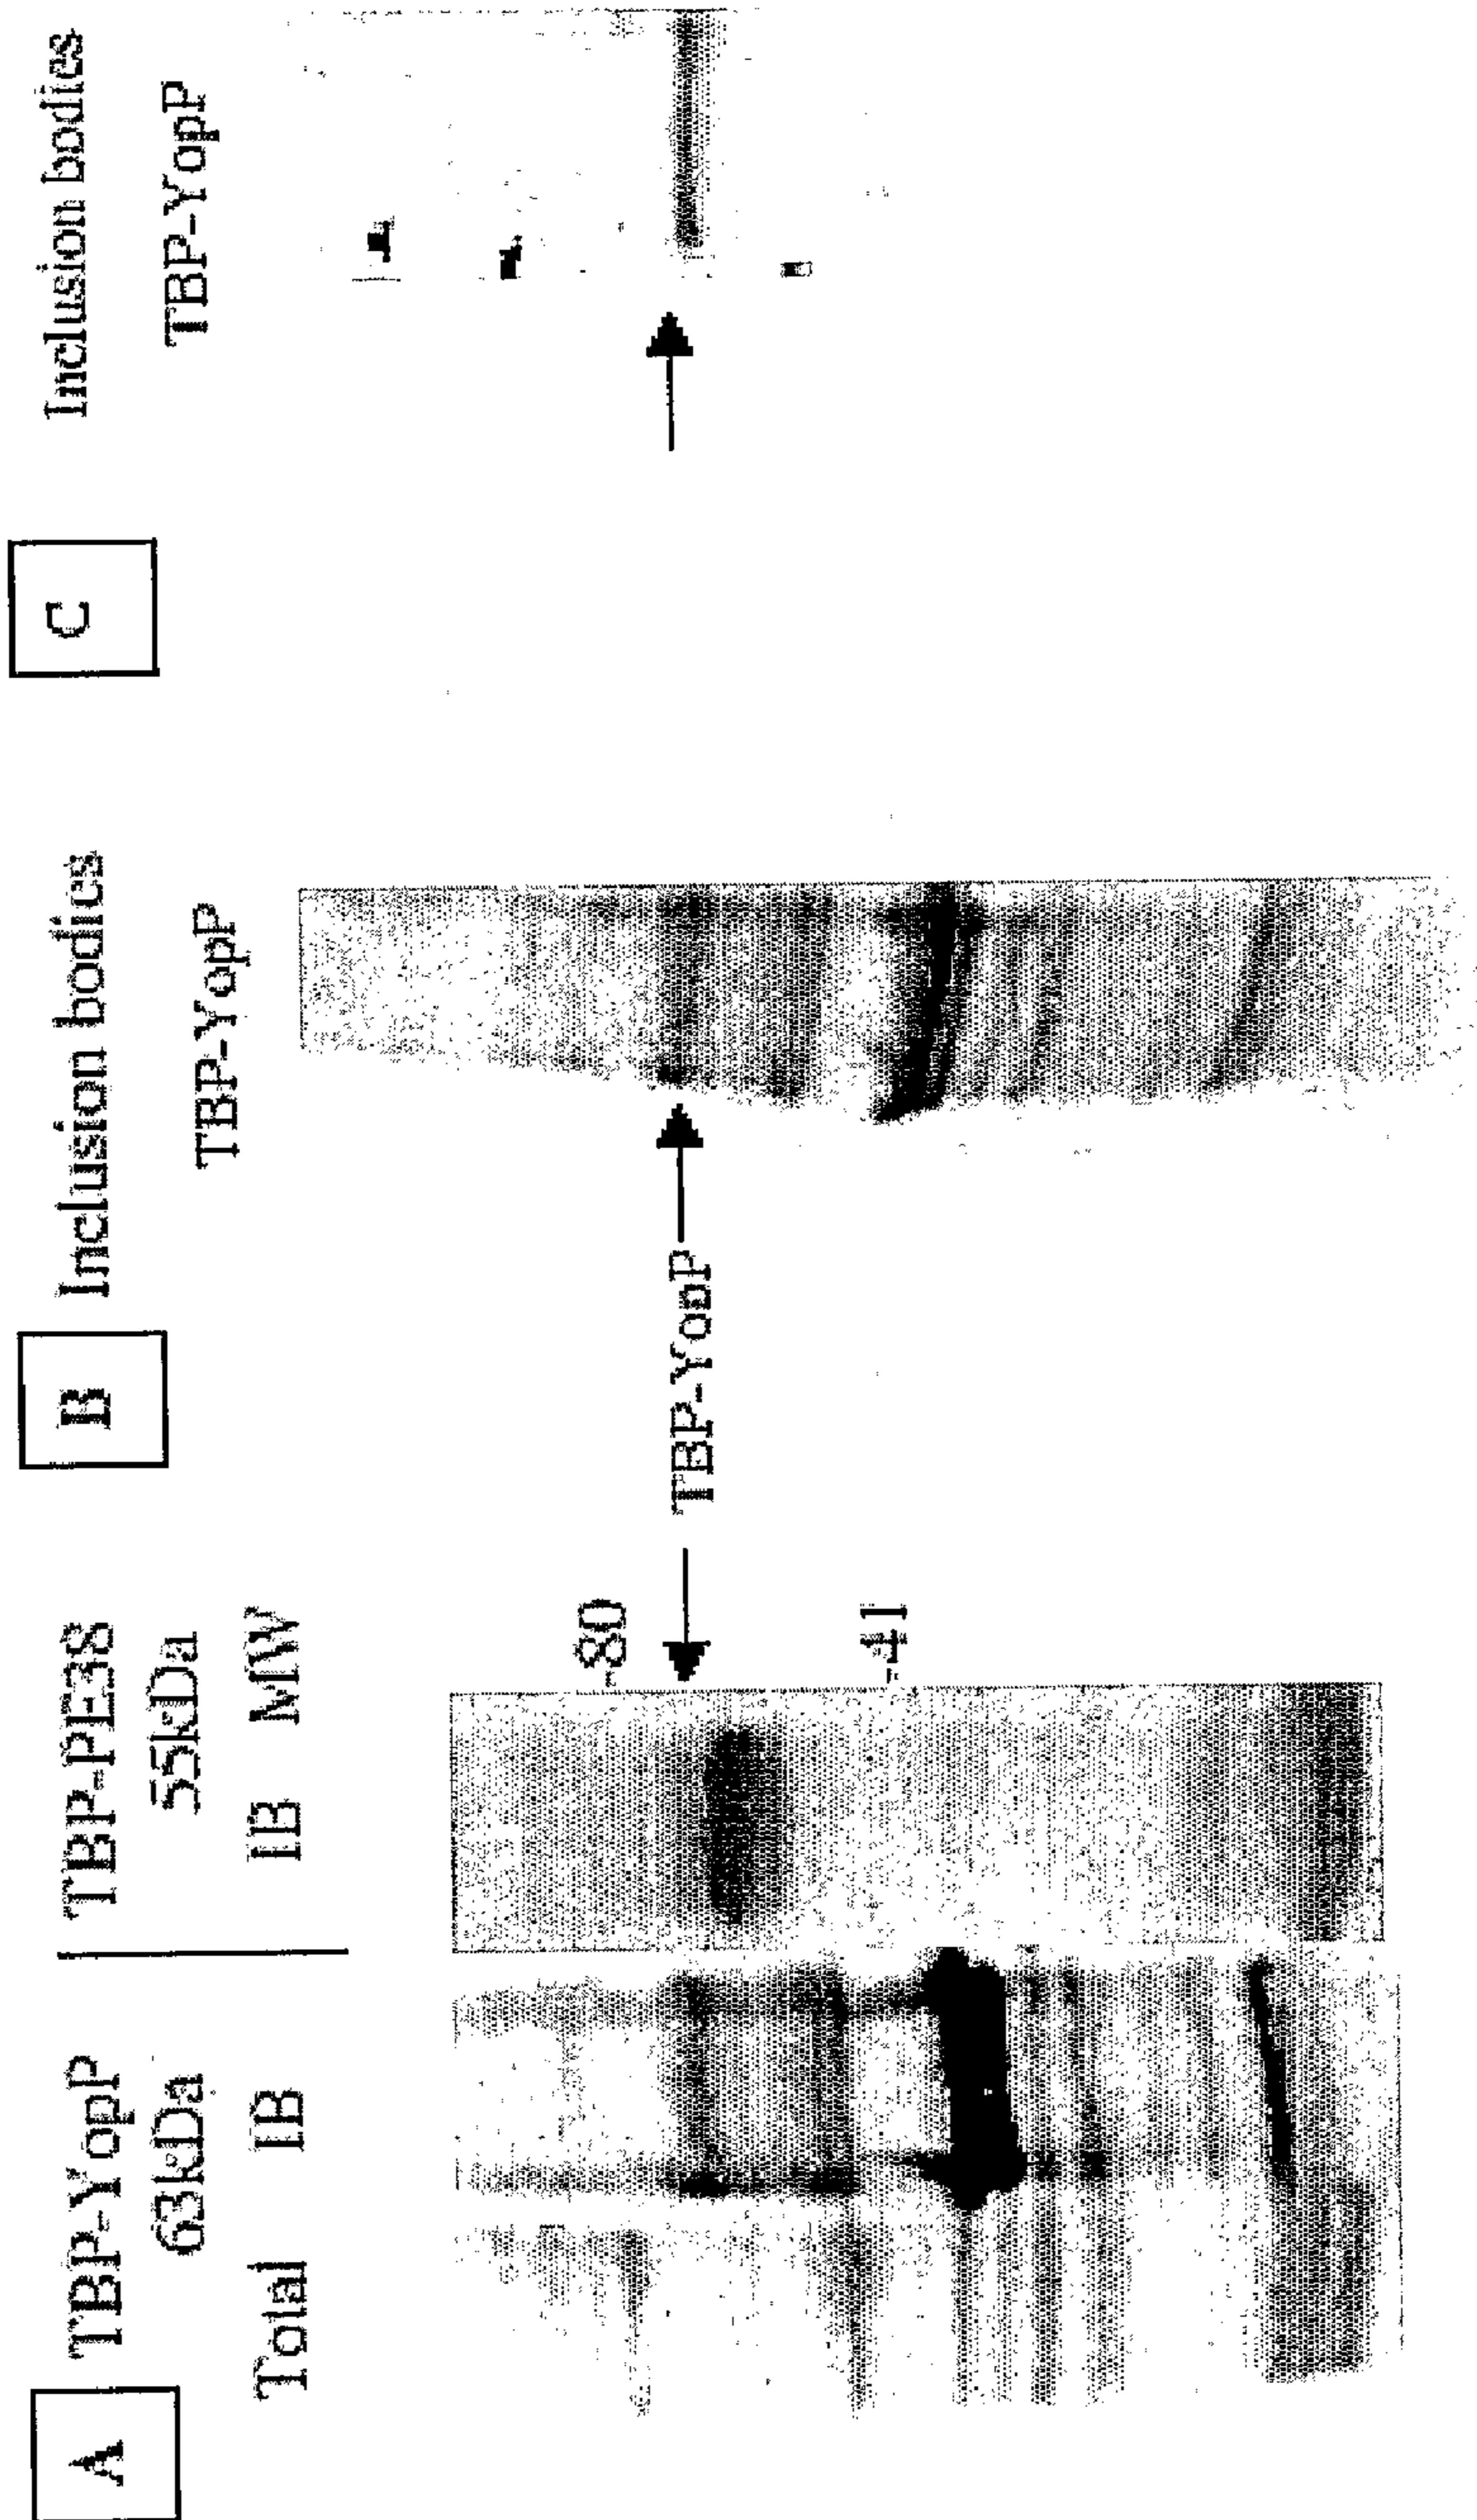 A
TBP-YopP
63kDa
Total IB
TBP-PE38
55kDa
IB MW
-80
-41
TBP-YopP
B
Inclusion bodies
TBP-YopP
C
Inclusion bodies
TBP-YopP